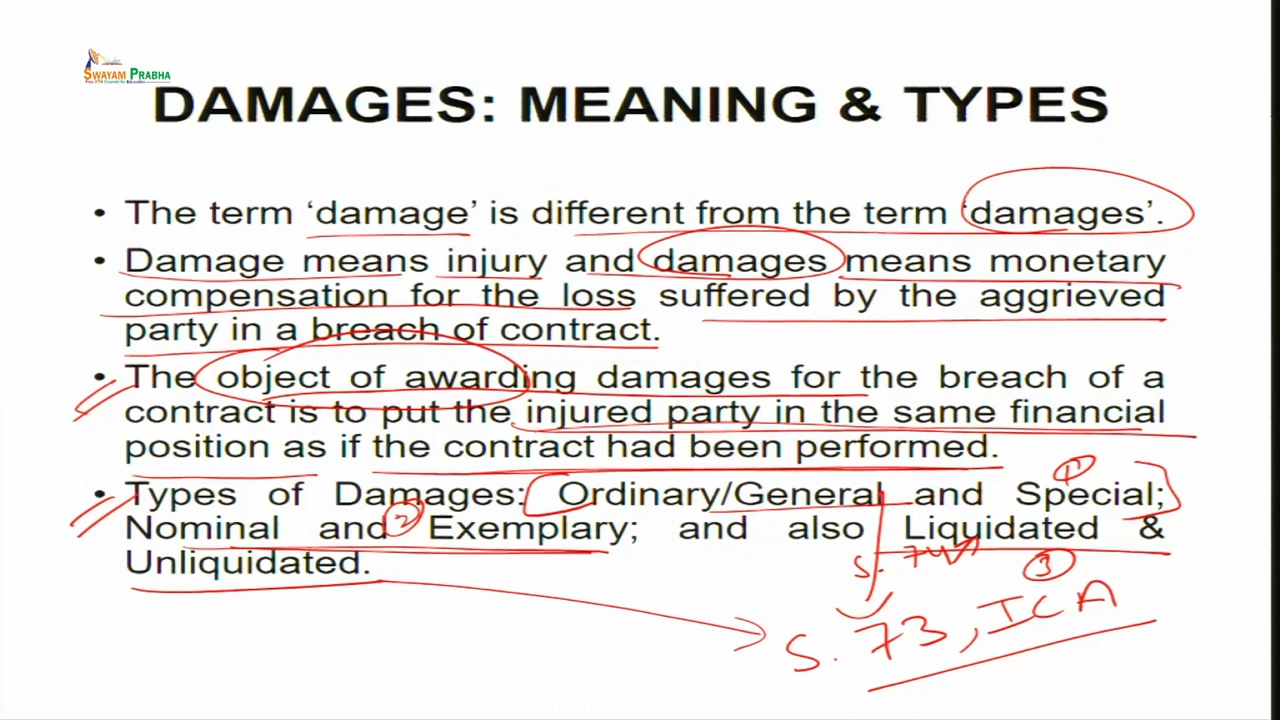 SWAYAM PRABHA
DAMAGES: MEANING & TYPES
• The term ‘damage’ is different from the term ‘damages’.
• Damage means injury and damages means monetary
compensation for the loss suffered by the aggrieved
party in a breach of contract.
• The object of awarding damages for the breach of a
contract is to put the injured party in the same financial
position as if the contract had been performed.
(1)
• Types of Damages: Ordinary/General and Special;
(2)
Nominal and Exemplary; and also Liquidated &
Unliquidated.
S. 74
(3)
S. 73, ICA